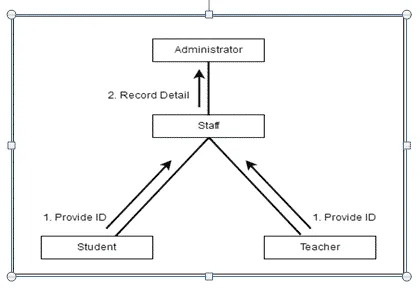 Administrator
2. Record Detail
Staff
1. Provide ID
1. Provide ID
Student
Teacher